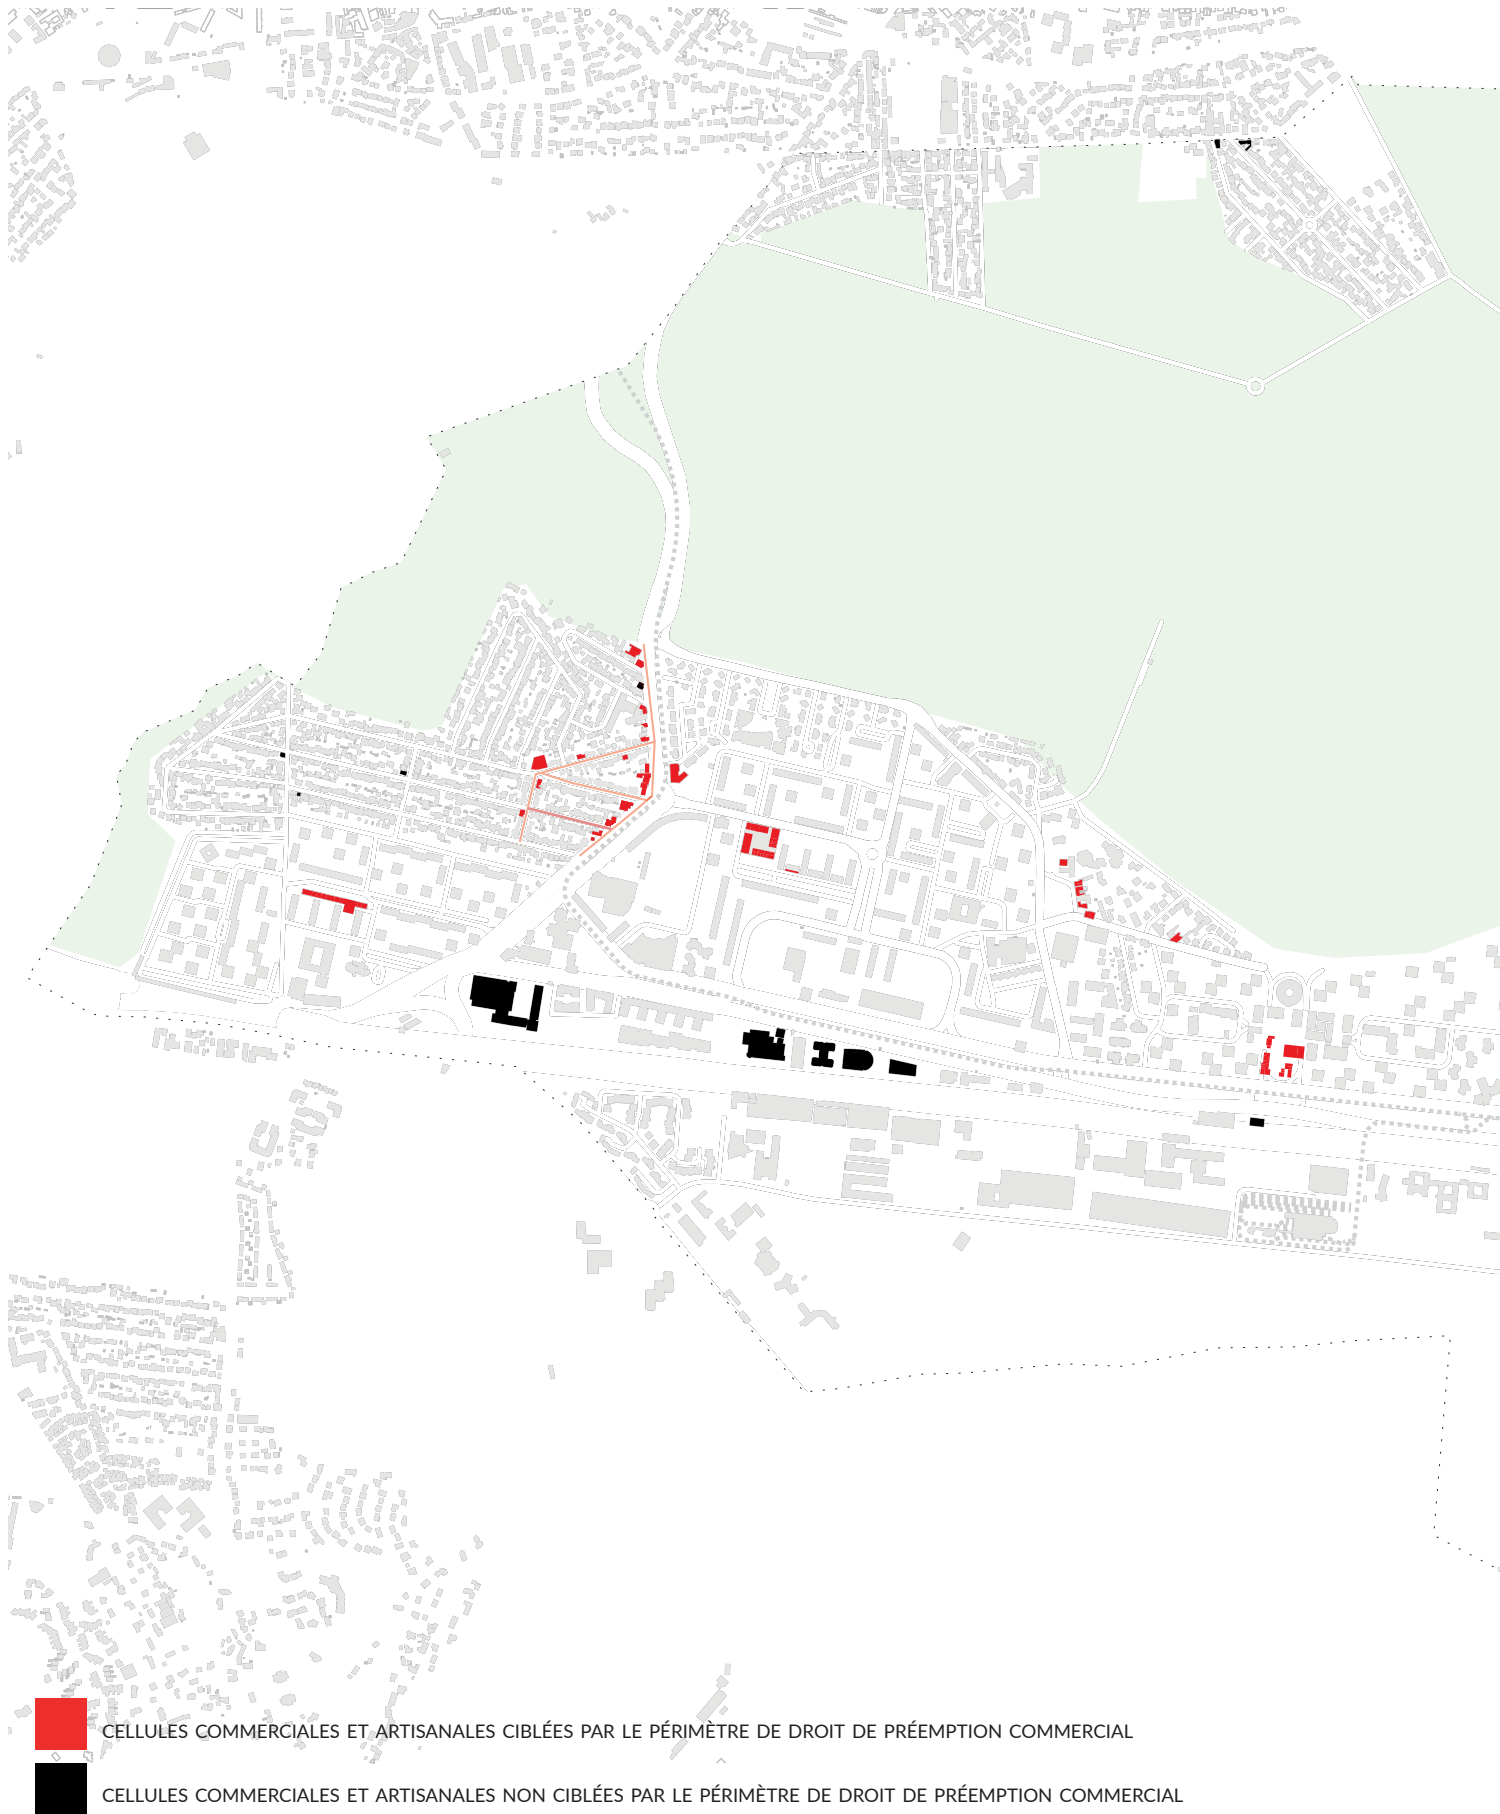 CELLULES COMMERCIALES ET ARTISANALES CIBLÉES PAR LE PÉRIMÈTRE DE DROIT DE PRÉEMPTION COMMERCIAL
CELLULES COMMERCIALES ET ARTISANALES NON CIBLÉES PAR LE PÉRIMÈTRE DE DROIT DE PRÉEMPTION COMMERCIAL